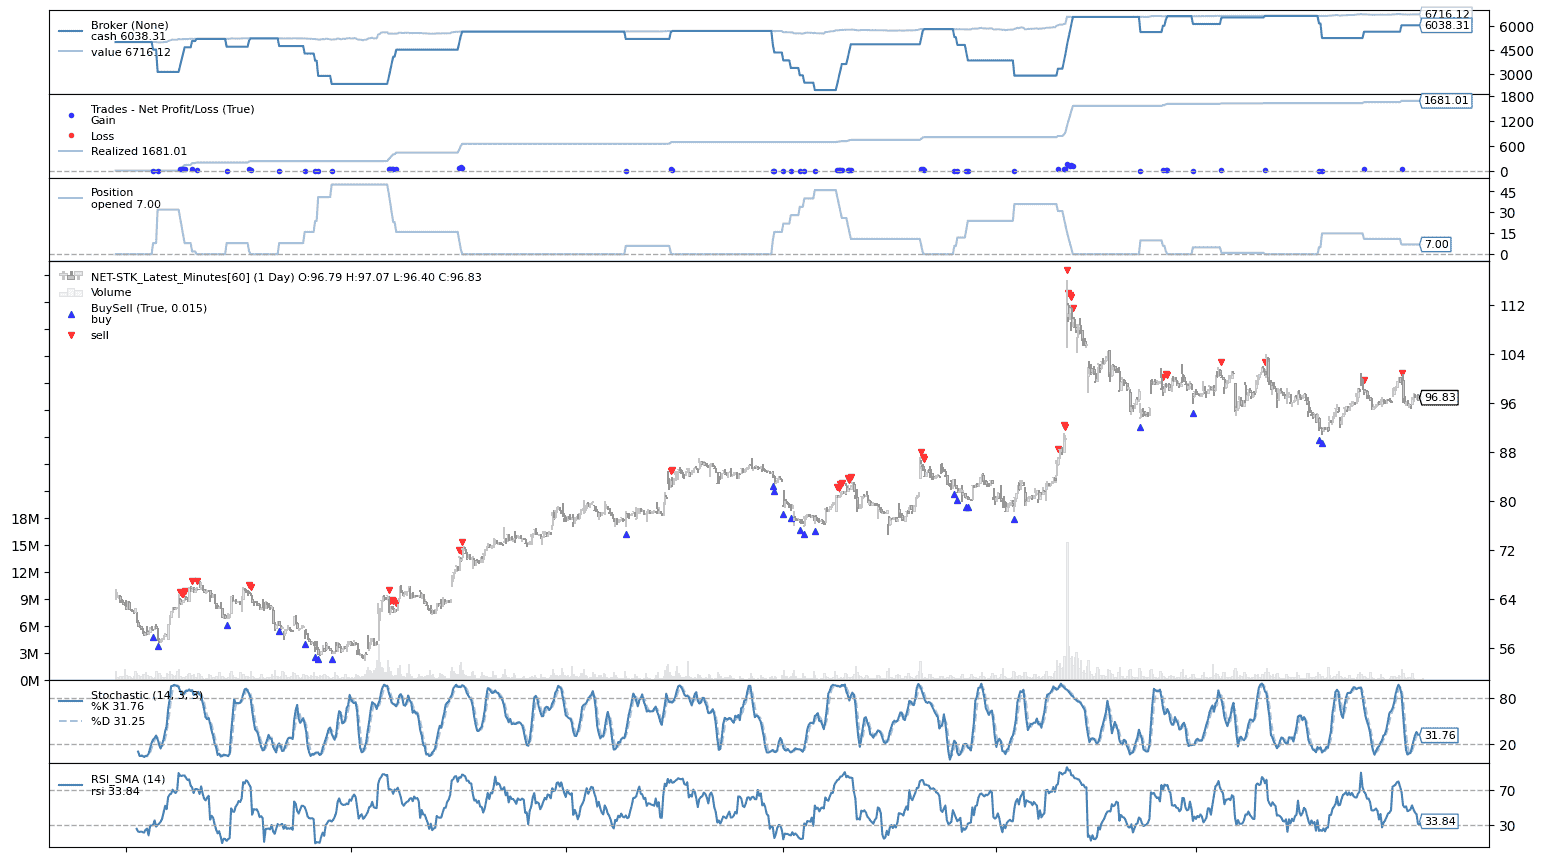 Broker (None)
cash 6038.31
value 6716.12
6716.12
6038.31
6000
4500
3000
Trades - Net Profit/Loss (True)
Gain
Loss
Realized 1681.01
1800
1681.01
1200
600
0
Position
opened 7.00
45
30
15
7.00
0
NET-STK_Latest_Minutes[60] (1 Day) O:96.79 H:97.07 L:96.40 C:96.83
Volume
BuySell (True, 0.015)
buy
sell
112
104
96.83
96
88
80
72
64
56
18M
15M
12M
9M
6M
3M
0M
Stochastic (14, 3, 3)
%K 31.76
%D 31.25
80
31.76
20
RSI_SMA (14)
rsi 33.84
70
33.84
30